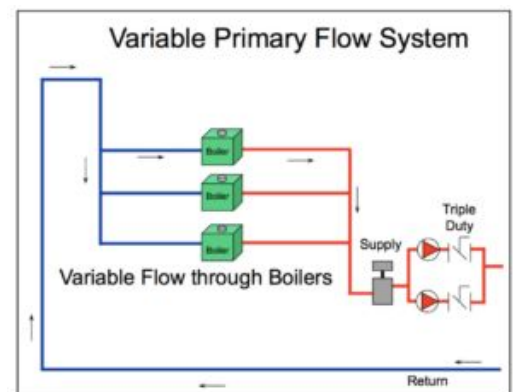 Variable Primary Flow System
Boiler
Boiler
Boiler
Triple
Duty
Supply
Variable Flow through Boilers
Return